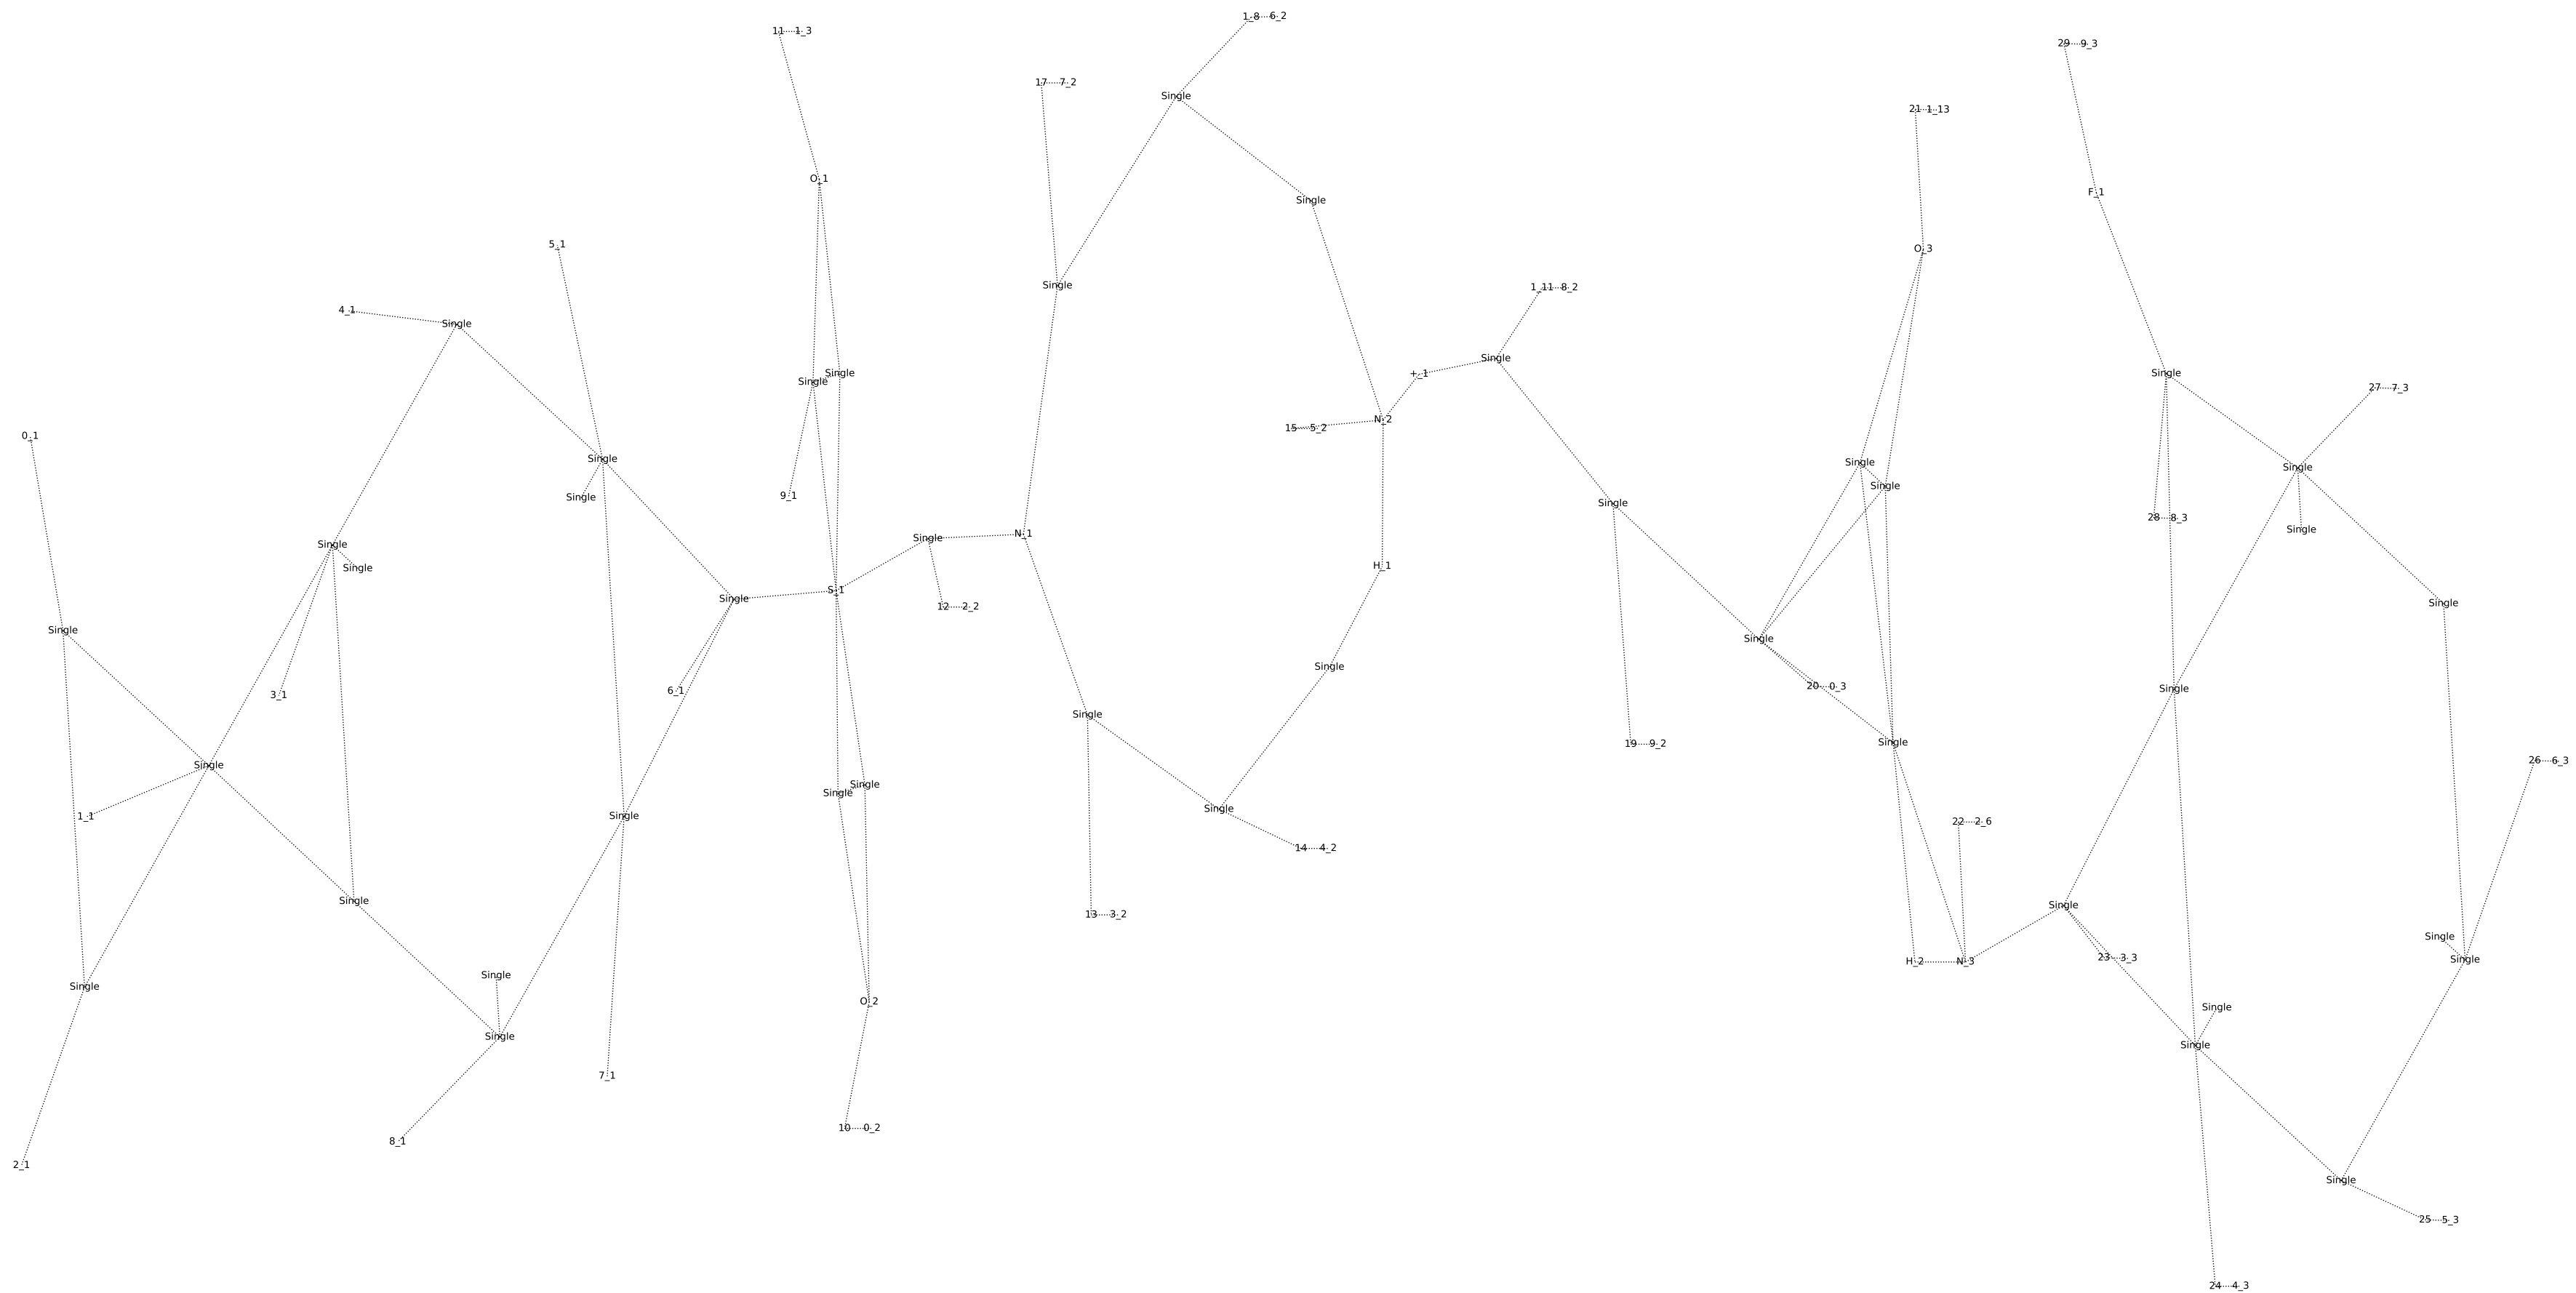 1_8 6_2
11 1_3
29 9_3
17 7_2
Single
21 1_13
O_1
F_1
Single
5_1
O_3
Single
1_11 8_2
4_1
Single
Single
Single
Single
+_1
Single
27 7_3
N_2
15 5_2
0_1
Single
Single
Single
Single
9_1
Single
Single
Single
28 8_3
Single
N_1
Single
Single
H_1
Single
S_1
Single
Single
12 2_2
Single
Single
Single
20 0_3
Single
6_1
3_1
Single
Single
19 9_2
26 6_3
Single
Single
Single
Single
1_1
Single
22 2_6
14 4_2
Single
Single
13 3_2
Single
23 3_3
Single
H_2
N_3
Single
Single
O_2
Single
Single
Single
7_1
10 0_2
8_1
2_1
Single
25 5_3
24 4_3